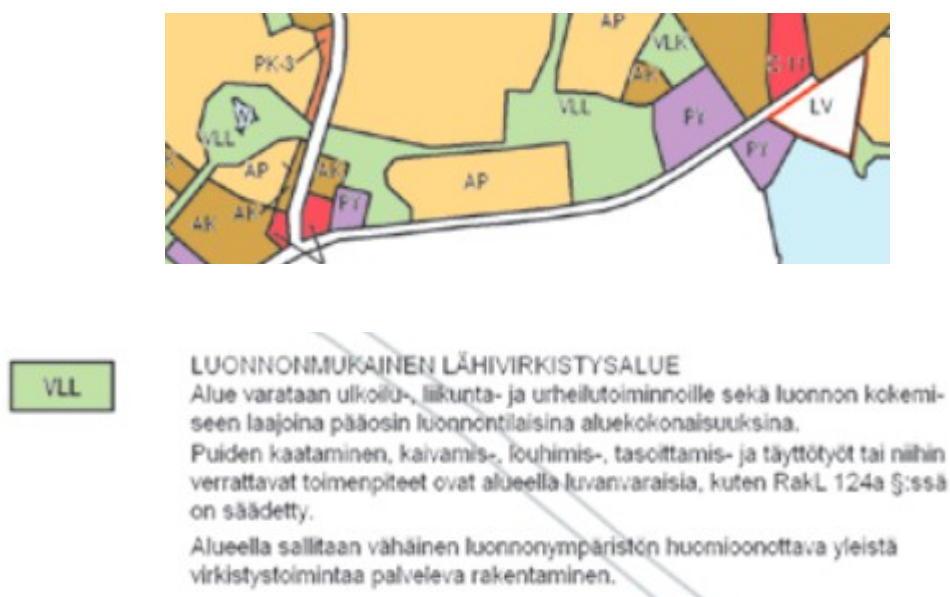 AP
VLK
PK-3
AK
LV
VLL
PY
VLL
PY
AP
AK
AP
PY
AK
AK
VLL
LUONNONMUKAINEN LÄHIVIRKISTYSALUE
Alue varataan ulkoilu-, liikunta- ja urheilutoiminnoille sekä luonnon kokemi-
seen laajoina pääosin luonnontilaisina aluekokonaisuuksina.
Puiden kaataminen, kaivamis-, louhimis-, tasoittamis- ja täyttötyöt tai niihin
verrattavat toimenpiteet ovat alueella luvanvaraisia, kuten RakL 124a §:ssä
on säädetty.
Alueella sallitaan vähäinen luonnonympäristön huomioonottava yleistä
virkistystoimintaa palveleva rakentaminen.